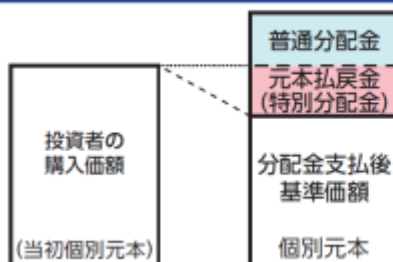 普通分配金
元本払戻金
(特別分配金)
投資者の
購入価額
分配金支払後
基準価額
(当初個別元本)
個別元本